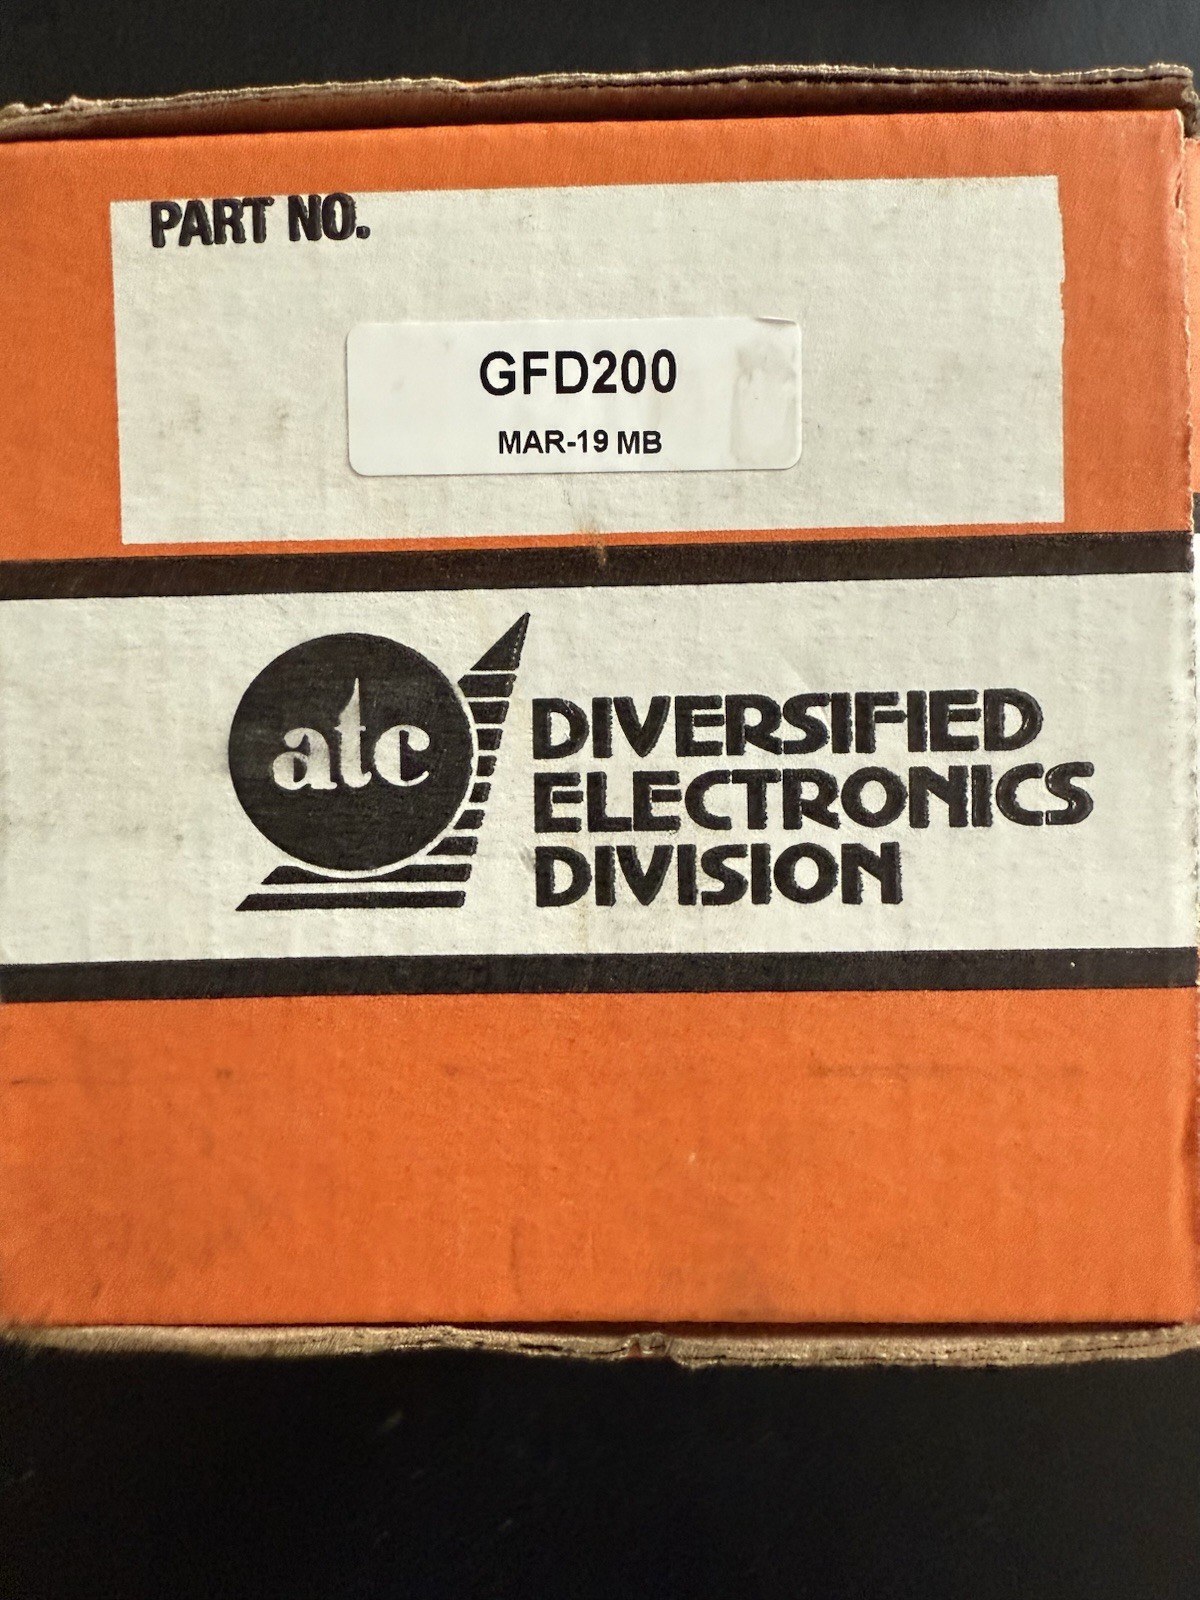 PART NO.
GFD200
MAR-19 MB
atc
DIVERSIFIED
ELECTRONICS
DIVISION